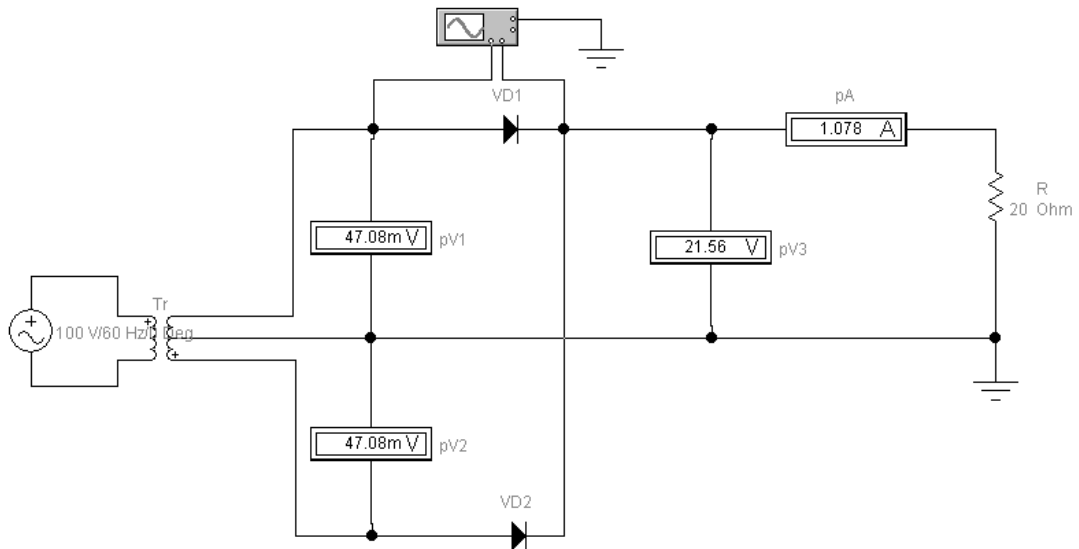 VD1
pA
1.078 A
R
20 Ohm
47.08m V
pV1
21.56 V
pV3
Tr
100 V/60 Hz/0 Deg
47.08m V
pV2
VD2